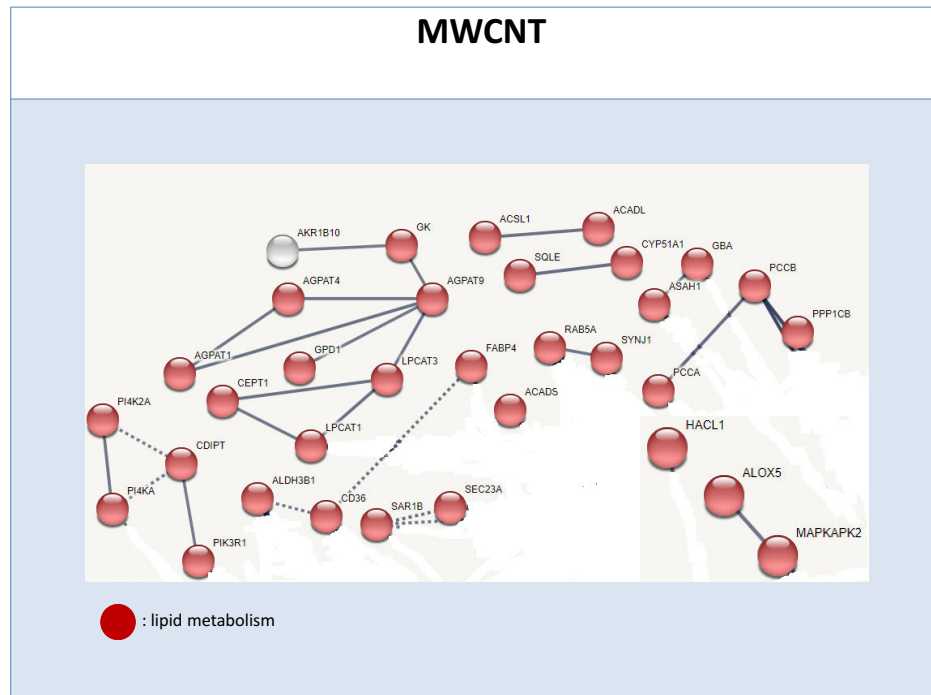 MWCNT
AKR1B10
GK
ACSL1
ACADL
SQLE
CYP51A1
GBA
PCCB
AGPAT4
AGPAT9
ASAH1
PPP1CB
AGPAT1
GPD1
LPCAT3
FABP4
RAB5A
SYNJ1
PCCA
CEPT1
ACADS
PI4K2A
LPCAT1
CDIPT
HACL1
ALOX5
PI4KA
ALDH3B1
CD36
SAR1B
SEC23A
MAPKAPK2
PIK3R1
: lipid metabolism